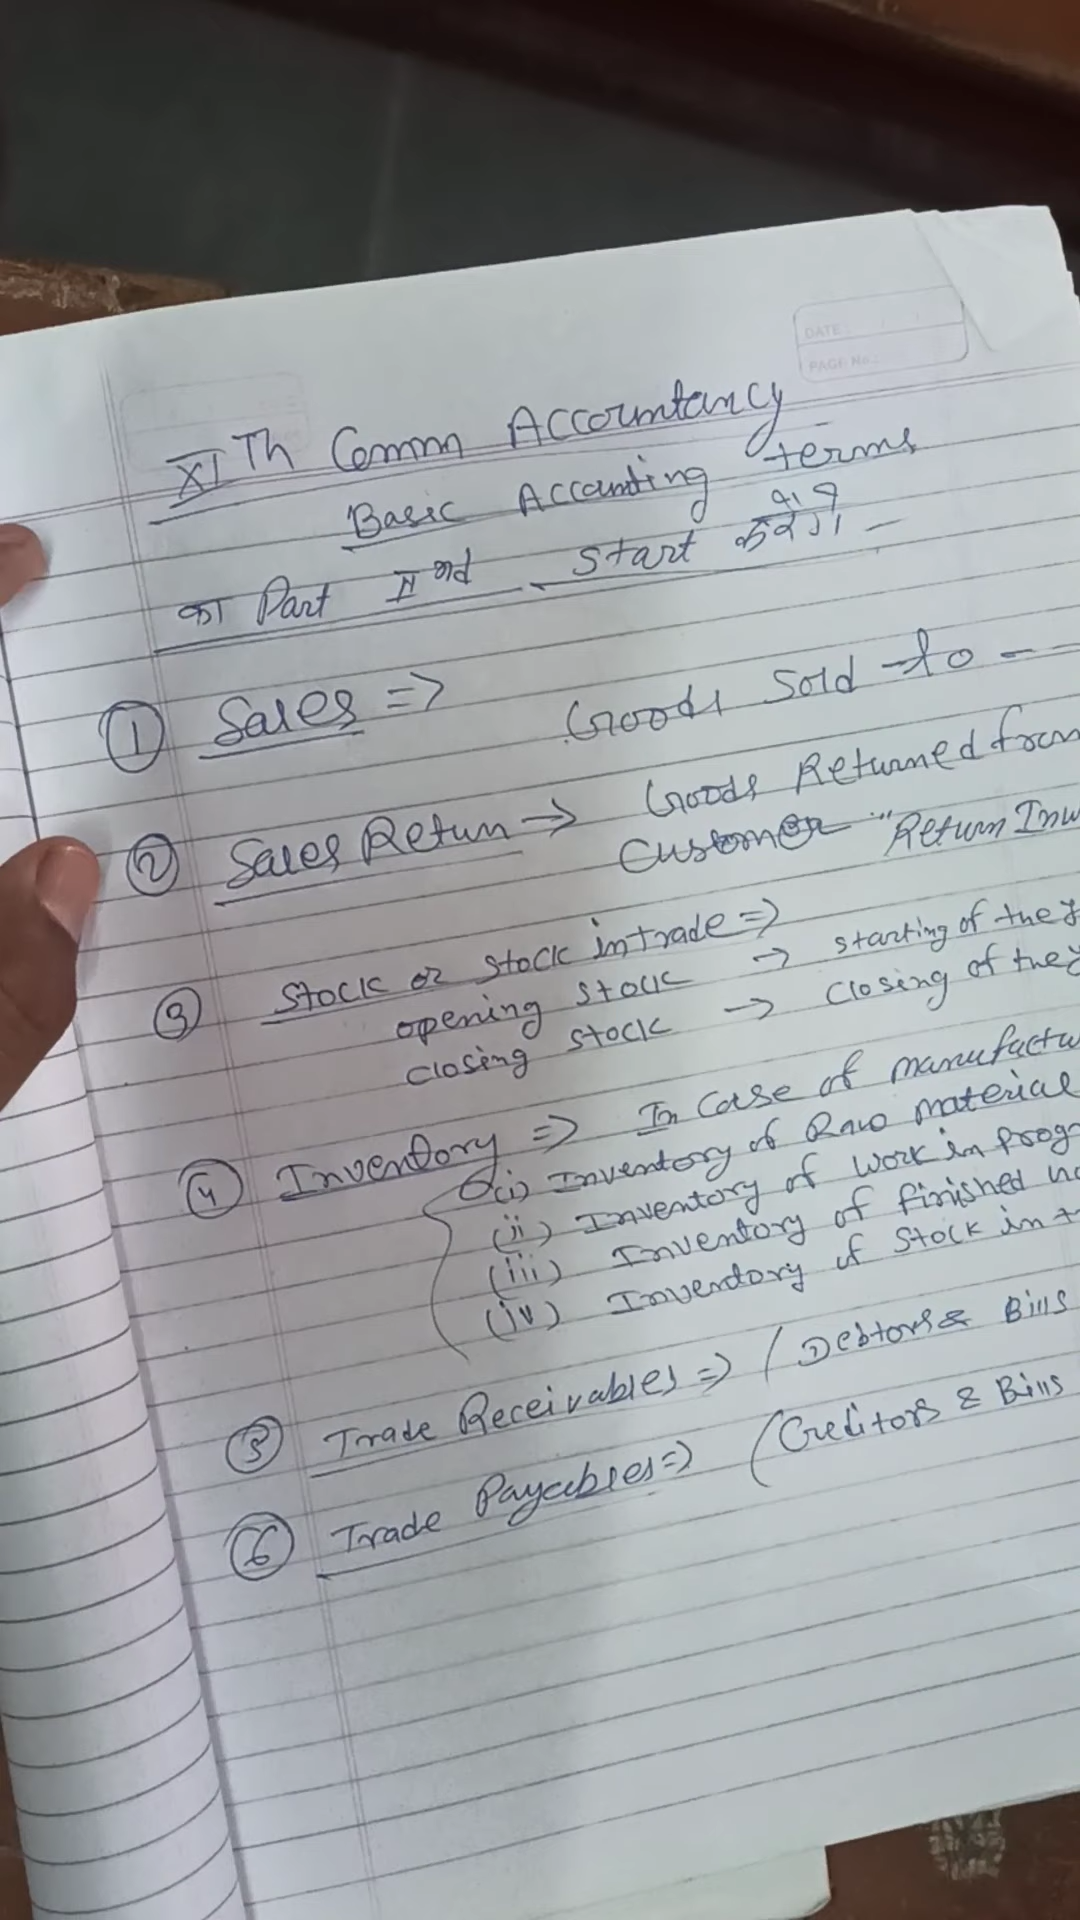 DATE :
PAGE No. :
XI Th Comm Accountancy
Basic Accounting terms
का Part II nd Start करेगा
① Sales => Goods Sold to - -
② Sales Retun -> Goods Returned from
Customer "Return Inw
③ Stock or Stock in trade =>
opening Stock -> starting of the y
closing stock -> closing of the y
④ Inventory => In Case of manufactu
(i) Inventory of Raw material
(ii) Inventory of Work in Progr
(iii) Inventory of finished
(iv) Inventory of Stock in t
⑤ Trade Receivables => (Debtors & Bills
⑥ Trade Payables => (Creditors & Bills